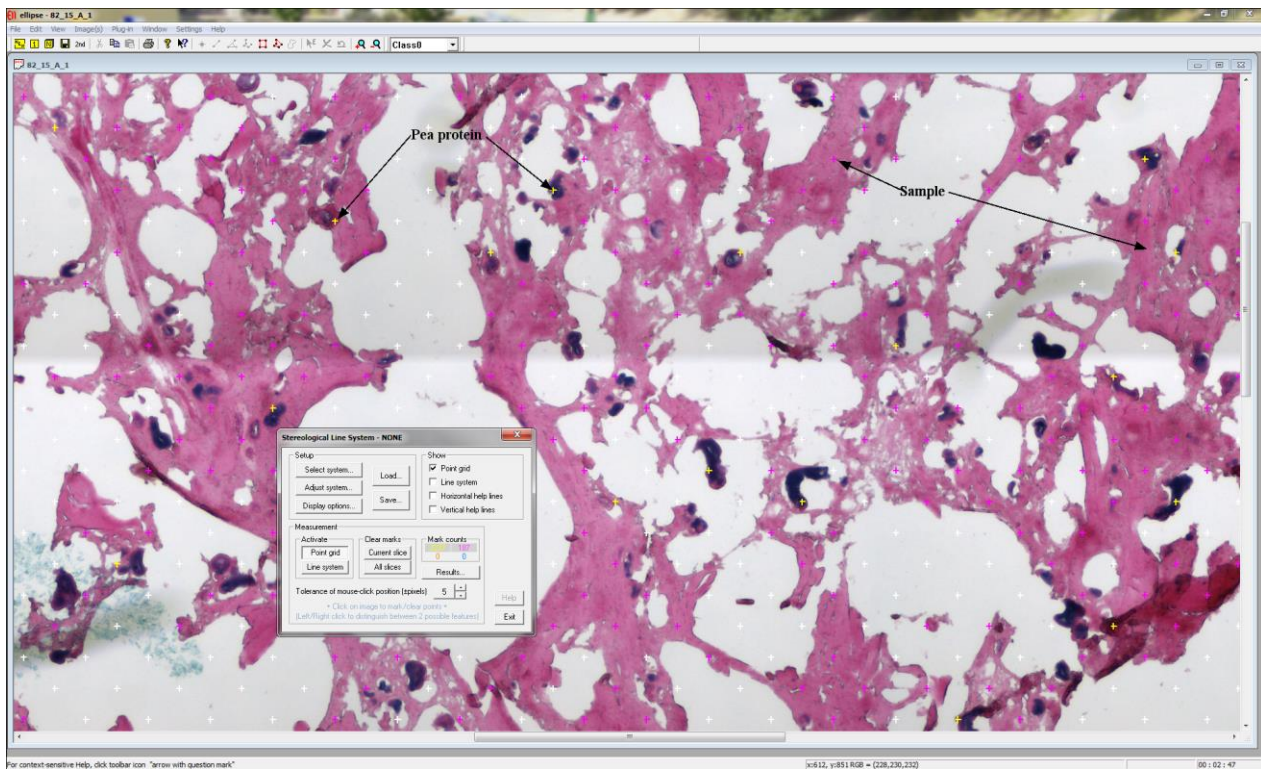 ellipse - 82_15_A_1
File Edit View Image(s) Plug-in Window Settings Help
2nd Class0
82_15_A_1
Pea protein
Sample
Stereological Line System - NONE
Setup
Select system...
Adjust system...
Display options...
Load...
Save...
Show
Point grid
Line system
Horizontal help lines
Vertical help lines
Measurement
Activate
Point grid
Line system
Clear marks
Current slice
All slices
Mark counts
187
0 0
Results...
Tolerance of mouse-click position (±pixels) 5
+ Click on image to mark/clear points +
(Left/Right click to distinguish between 2 possible features)
Help
Exit
For context-sensitive Help, click toolbar icon "arrow with question mark"
x:612, y:851 RGB = (228,230,232)
00 : 02 : 47